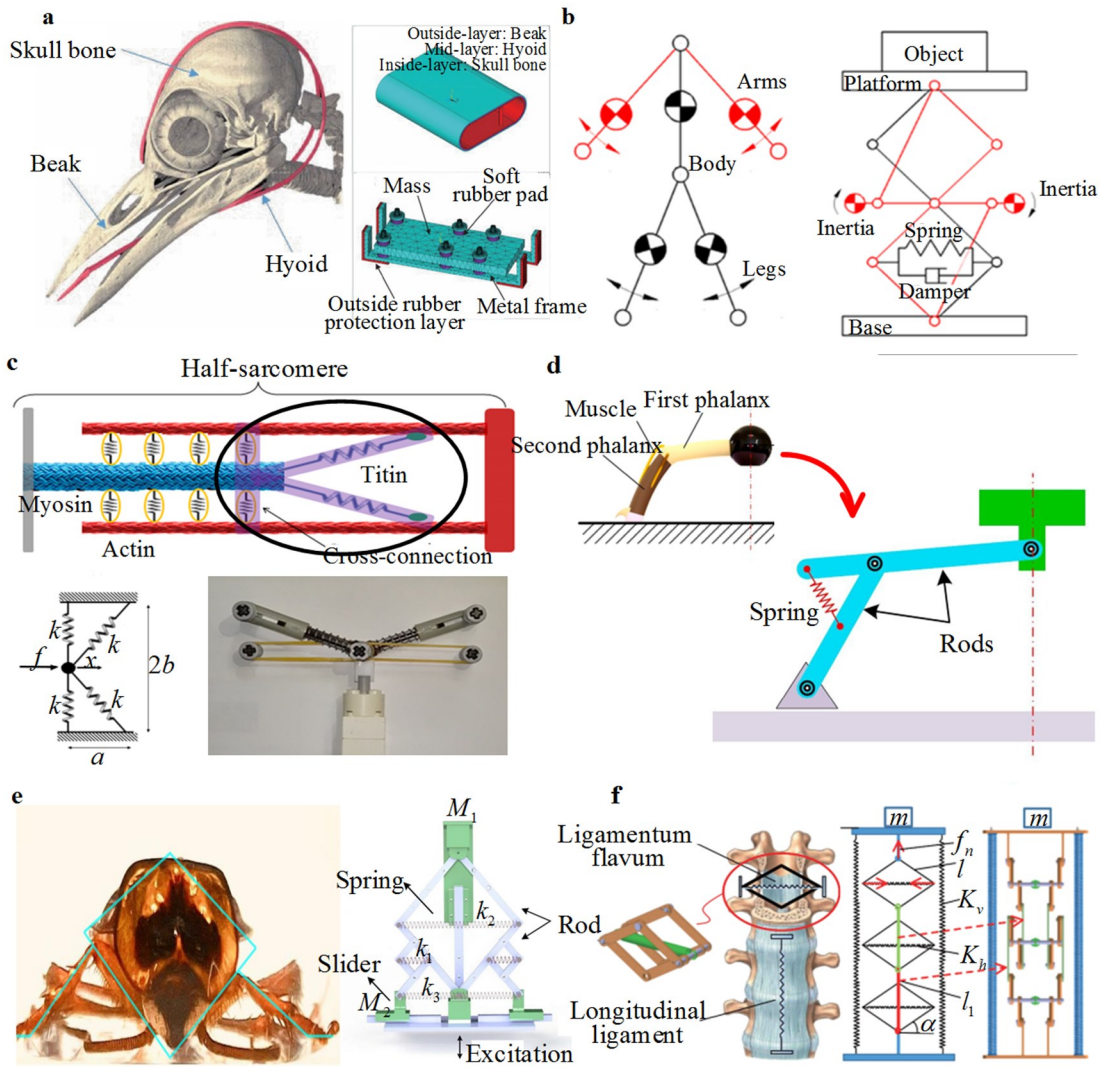 a
Skull bone
Beak
Hyoid
Outside-layer: Beak
Mid-layer: Hyoid
Inside-layer: Skull bone
Mass
Soft
rubber pad
Outside rubber
protection layer
Metal frame
b
Arms
Body
Legs
Object
Platform
Inertia
Inertia
Spring
Damper
Base
c
Half-sarcomere
Titin
Myosin
Actin
Cross-connection
k
k
f
x
2b
k
k
a
d
Muscle
First phalanx
Second phalanx
Spring
Rods
e
M1
Spring
k2
Rod
k1
Slider
k3
M2
Excitation
f
Ligamentum
flavum
Longitudinal
ligament
m
fn
l
Kv
Kh
l1
α
m